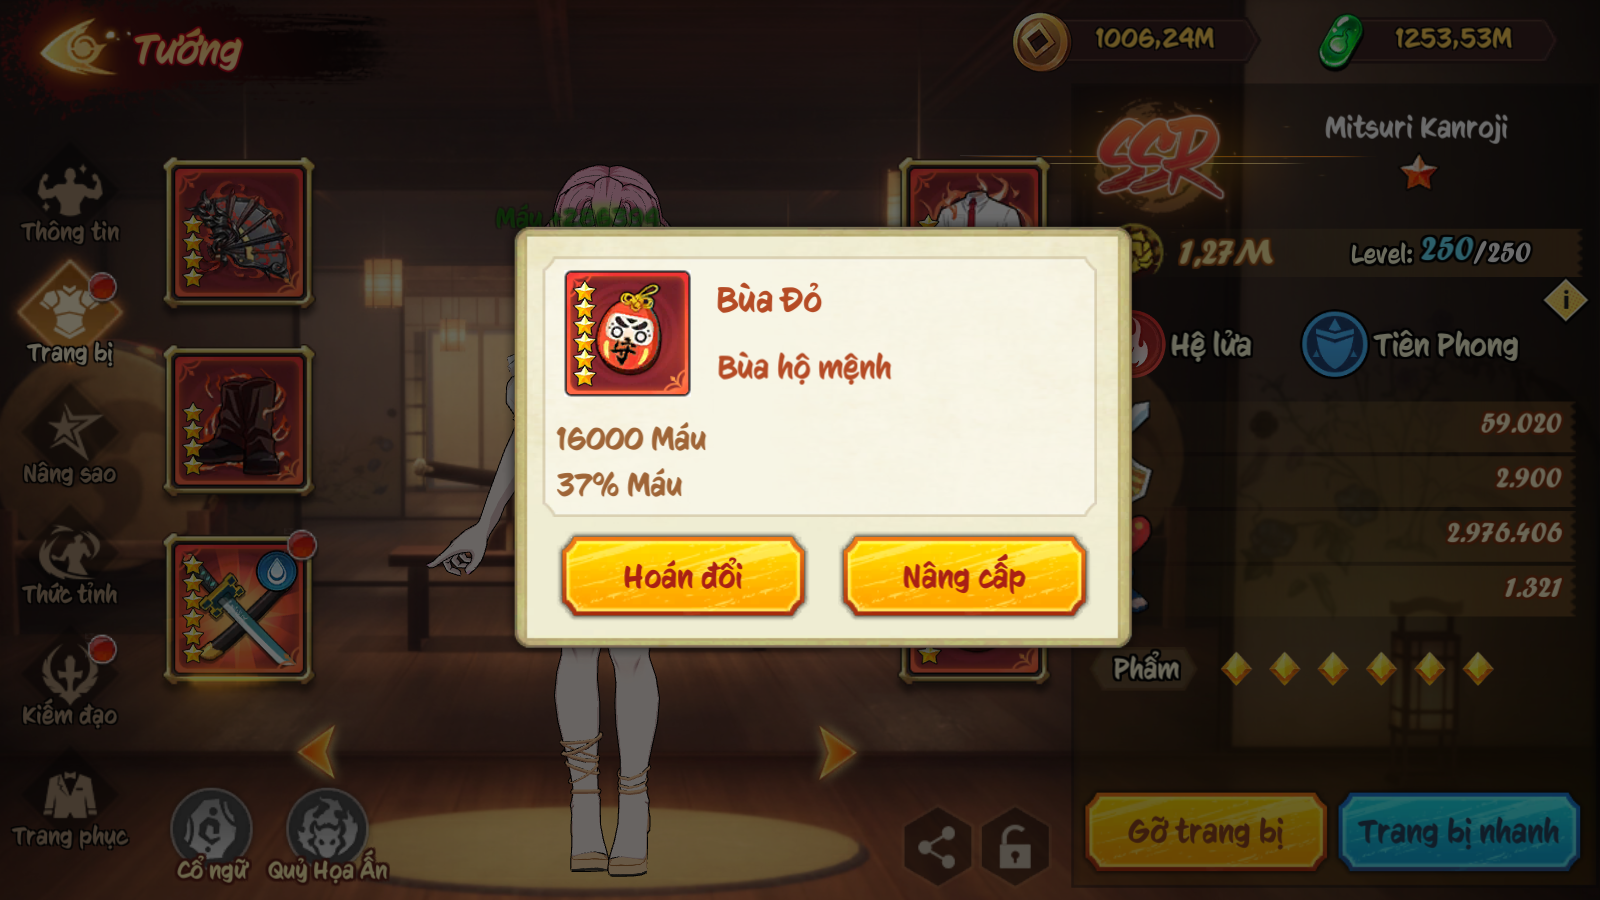 Tướng
1006,24M
1253,53M
SSR
Mitsuri Kanroji
Thông tin
1,27M
Level: 250/250
Trang bị
Hệ lửa
Tiên Phong
Bùa Đỏ
Bùa hộ mệnh
守
16000 Máu
37% Máu
59.020
2.900
2.976.406
1.321
Nâng sao
Hoán đổi
Nâng cấp
Thức tỉnh
Phẩm
Kiếm đạo
Trang phục
Cổ ngữ
Quỷ Họa Ấn
Gỡ trang bị
Trang bị nhanh